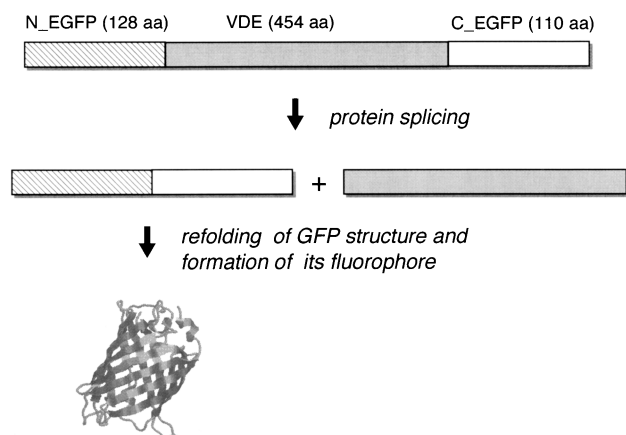 N_EGFP (128 aa) VDE (454 aa) C_EGFP (110 aa)
protein splicing
+
refolding of GFP structure and
formation of its fluorophore